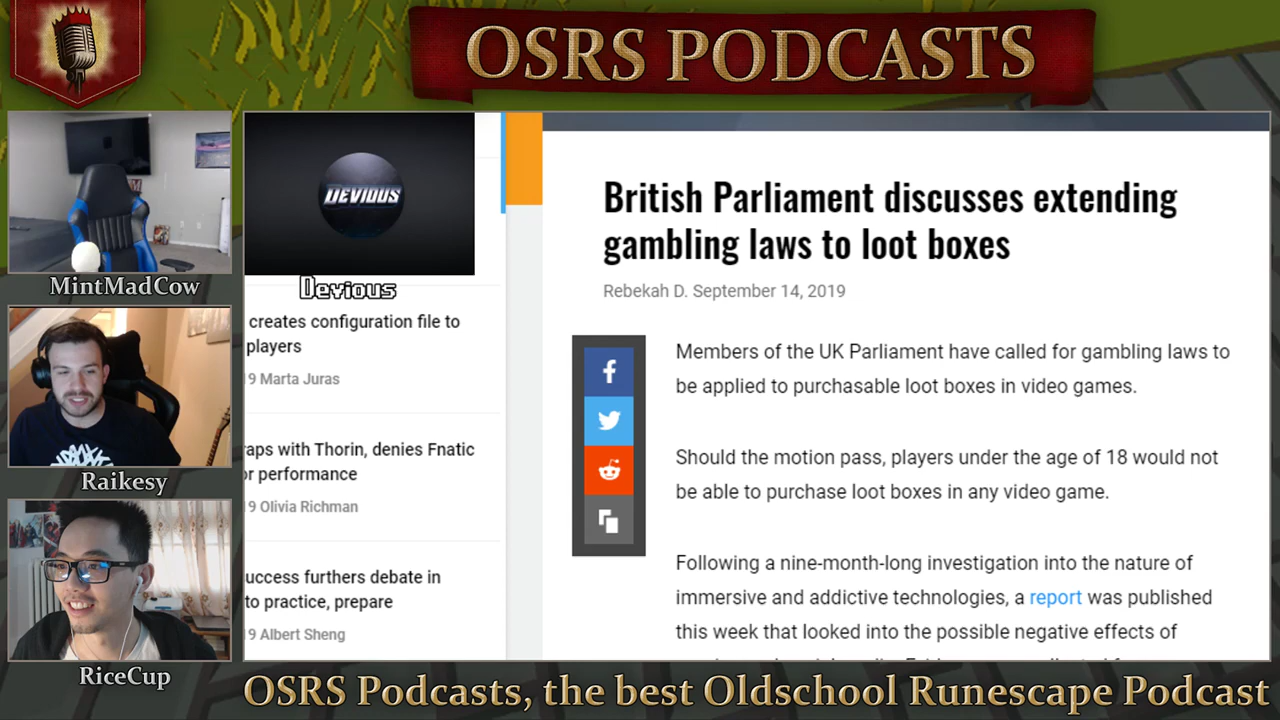 OSRS PODCASTS
MintMadCow
Raikesy
RiceCup
DEVIOUS
Devious
creates configuration file to
players
9 Marta Juras
aps with Thorin, denies Fnatic
r performance
9 Olivia Richman
uccess furthers debate in
to practice, prepare
9 Albert Sheng
British Parliament discusses extending
gambling laws to loot boxes
Rebekah D. September 14, 2019
Members of the UK Parliament have called for gambling laws to
be applied to purchasable loot boxes in video games.
Should the motion pass, players under the age of 18 would not
be able to purchase loot boxes in any video game.
Following a nine-month-long investigation into the nature of
immersive and addictive technologies, a report was published
this week that looked into the possible negative effects of
OSRS Podcasts, the best Oldschool Runescape Podcast